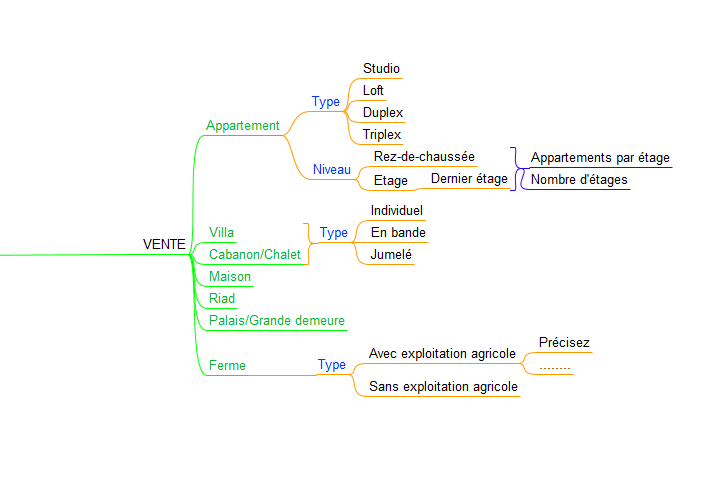 VENTE
Appartement
Type
Studio
Loft
Duplex
Triplex
Niveau
Rez-de-chaussée
Etage
Dernier étage
Appartements par étage
Nombre d'étages
Villa
Cabanon/Chalet
Type
Individuel
En bande
Jumelé
Maison
Riad
Palais/Grande demeure
Ferme
Type
Avec exploitation agricole
Précisez
........
Sans exploitation agricole